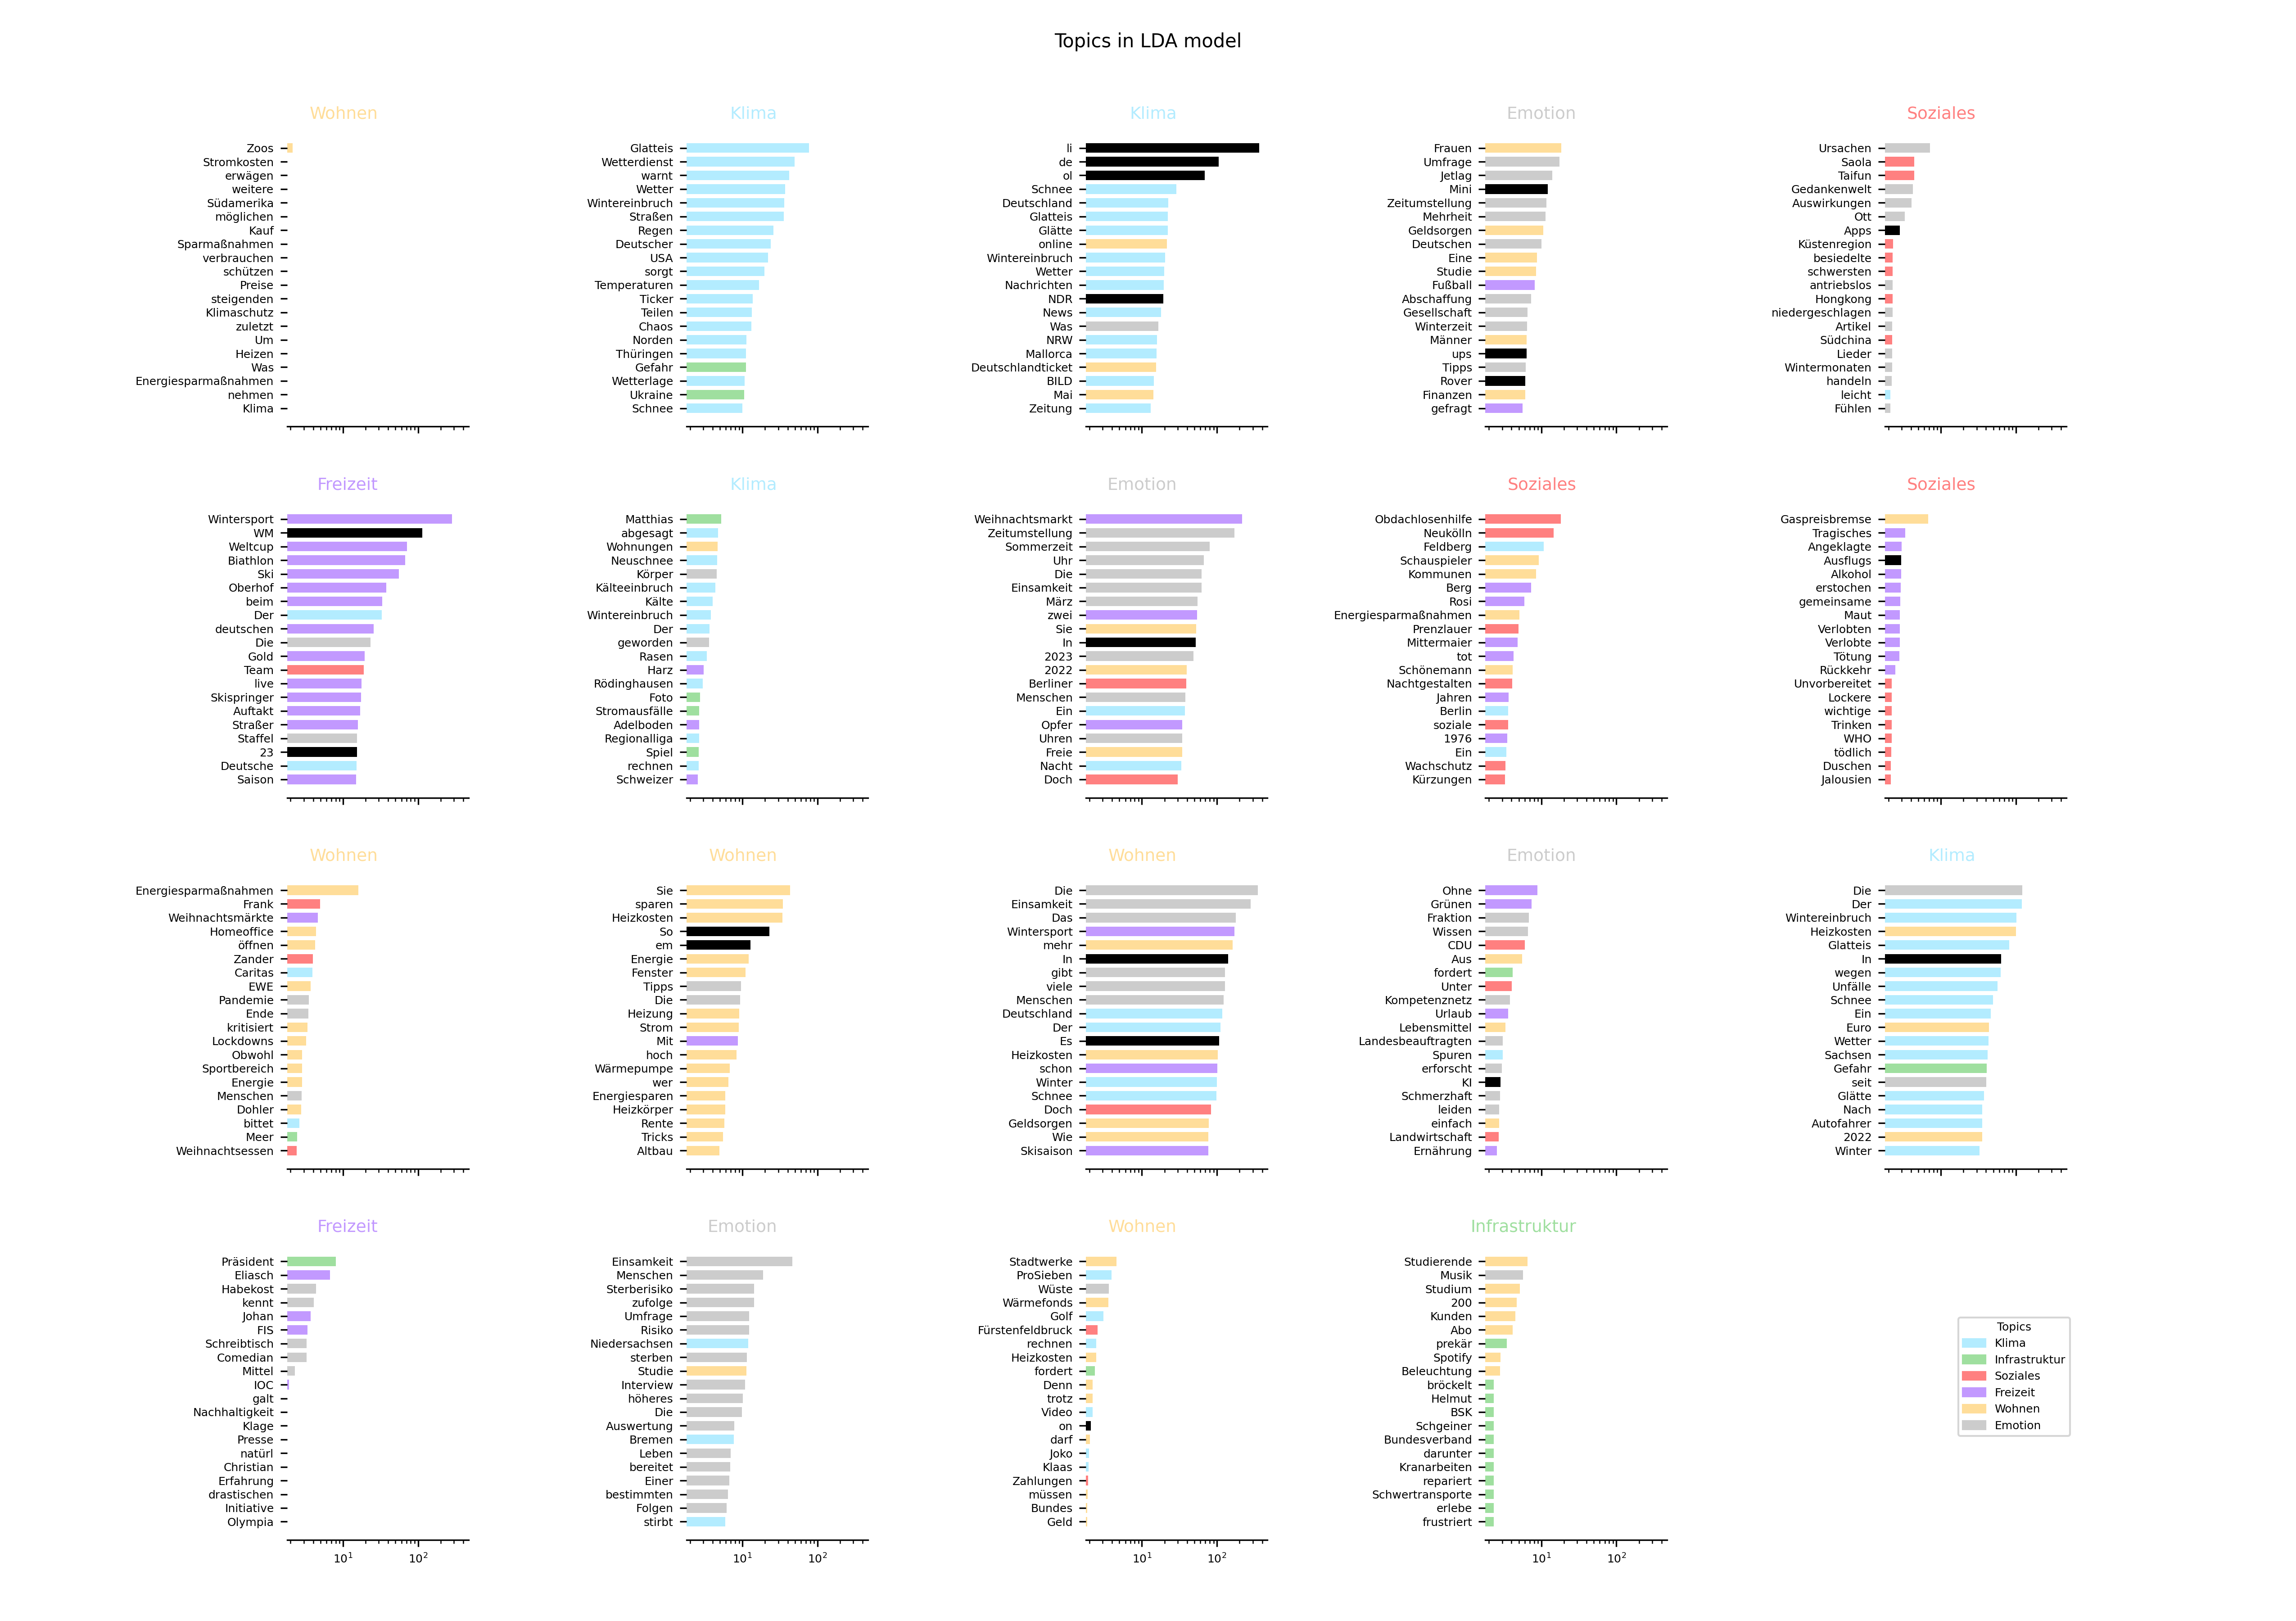 Topics in LDA model
Wohnen
Zoos
Stromkosten
erwägen
weitere
Südamerika
möglichen
Kauf
Sparmaßnahmen
verbrauchen
schützen
Preise
steigenden
Klimaschutz
zuletzt
Um
Heizen
Was
Energiesparmaßnahmen
nehmen
Klima
Klima
Glatteis
Wetterdienst
warnt
Wetter
Wintereinbruch
Straßen
Regen
Deutscher
USA
sorgt
Temperaturen
Ticker
Teilen
Chaos
Norden
Thüringen
Gefahr
Wetterlage
Ukraine
Schnee
Klima
li
de
ol
Schnee
Deutschland
Glatteis
Glätte
online
Wintereinbruch
Wetter
Nachrichten
NDR
News
Was
NRW
Mallorca
Deutschlandticket
BILD
Mai
Zeitung
Emotion
Frauen
Umfrage
Jetlag
Mini
Zeitumstellung
Mehrheit
Geldsorgen
Deutschen
Eine
Studie
Fußball
Abschaffung
Gesellschaft
Winterzeit
Männer
ups
Tipps
Rover
Finanzen
gefragt
Soziales
Ursachen
Saola
Taifun
Gedankenwelt
Auswirkungen
Ott
Apps
Küstenregion
besiedelte
schwersten
antriebslos
Hongkong
niedergeschlagen
Artikel
Südchina
Lieder
Wintermonaten
handeln
leicht
Fühlen
Freizeit
Wintersport
WM
Weltcup
Biathlon
Ski
Oberhof
beim
Der
deutschen
Die
Gold
Team
live
Skispringer
Auftakt
Straßer
Staffel
23
Deutsche
Saison
Klima
Matthias
abgesagt
Wohnungen
Neuschnee
Körper
Kälteeinbruch
Kälte
Wintereinbruch
Der
geworden
Rasen
Harz
Rödinghausen
Foto
Stromausfälle
Adelboden
Regionalliga
Spiel
rechnen
Schweizer
Emotion
Weihnachtsmarkt
Zeitumstellung
Sommerzeit
Uhr
Die
Einsamkeit
März
zwei
Sie
In
2023
2022
Berliner
Menschen
Ein
Opfer
Uhren
Freie
Nacht
Doch
Soziales
Obdachlosenhilfe
Neukölln
Feldberg
Schauspieler
Kommunen
Berg
Rosi
Energiesparmaßnahmen
Prenzlauer
Mittermaier
tot
Schönemann
Nachtgestalten
Jahren
Berlin
soziale
1976
Ein
Wachschutz
Kürzungen
Soziales
Gaspreisbremse
Tragisches
Angeklagte
Ausflugs
Alkohol
erstochen
gemeinsame
Maut
Verlobten
Verlobte
Tötung
Rückkehr
Unvorbereitet
Lockere
wichtige
Trinken
WHO
tödlich
Duschen
Jalousien
Wohnen
Energiesparmaßnahmen
Frank
Weihnachtsmärkte
Homeoffice
öffnen
Zander
Caritas
EWE
Pandemie
Ende
kritisiert
Lockdowns
Obwohl
Sportbereich
Energie
Menschen
Dohler
bittet
Meer
Weihnachtsessen
Wohnen
Sie
sparen
Heizkosten
So
em
Energie
Fenster
Tipps
Die
Heizung
Strom
Mit
hoch
Wärmepumpe
wer
Energiesparen
Heizkörper
Rente
Tricks
Altbau
Wohnen
Die
Einsamkeit
Das
Wintersport
mehr
In
gibt
viele
Menschen
Deutschland
Der
Es
Heizkosten
schon
Winter
Schnee
Doch
Geldsorgen
Wie
Skisaison
Emotion
Ohne
Grünen
Fraktion
Wissen
CDU
Aus
fordert
Unter
Kompetenznetz
Urlaub
Lebensmittel
Landesbeauftragten
Spuren
erforscht
KI
Schmerzhaft
leiden
einfach
Landwirtschaft
Ernährung
Klima
Die
Der
Wintereinbruch
Heizkosten
Glatteis
In
wegen
Unfälle
Schnee
Ein
Euro
Wetter
Sachsen
Gefahr
seit
Glätte
Nach
Autofahrer
2022
Winter
Freizeit
Präsident
Eliasch
Habekost
kennt
Johan
FIS
Schreibtisch
Comedian
Mittel
IOC
galt
Nachhaltigkeit
Klage
Presse
natürl
Christian
Erfahrung
drastischen
Initiative
Olympia
10¹ 10²
Emotion
Einsamkeit
Menschen
Sterberisiko
zufolge
Umfrage
Risiko
Niedersachsen
sterben
Studie
Interview
höheres
Die
Auswertung
Bremen
Leben
bereitet
Einer
bestimmten
Folgen
stirbt
10¹ 10²
Wohnen
Stadtwerke
ProSieben
Wüste
Wärmefonds
Golf
Fürstenfeldbruck
rechnen
Heizkosten
fordert
Denn
trotz
Video
on
darf
Joko
Klaas
Zahlungen
müssen
Bundes
Geld
10¹ 10²
Infrastruktur
Studierende
Musik
Studium
200
Kunden
Abo
prekär
Spotify
Beleuchtung
bröckelt
Helmut
BSK
Schgeiner
Bundesverband
darunter
Kranarbeiten
repariert
Schwertransporte
erlebe
frustriert
10¹ 10²
Topics
Klima
Infrastruktur
Soziales
Freizeit
Wohnen
Emotion